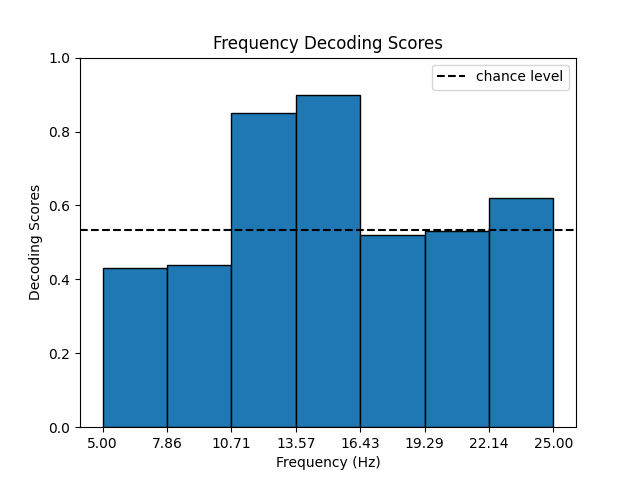 Frequency Decoding Scores
chance level
1.0
0.8
0.6
0.4
0.2
0.0
Decoding Scores
5.00 7.86 10.71 13.57 16.43 19.29 22.14 25.00
Frequency (Hz)